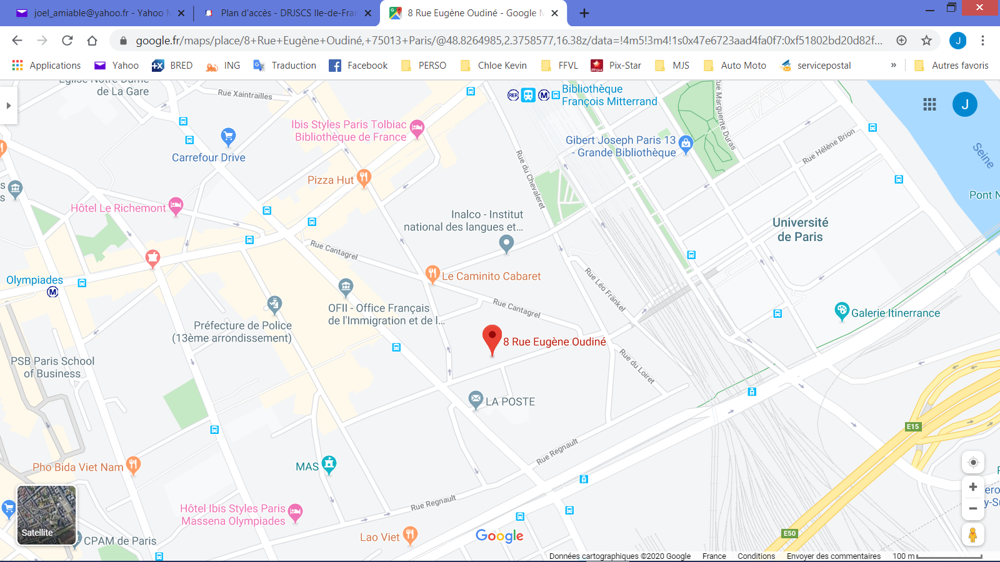 joel_amiable@yahoo.fr - Yahoo M
Plan d'accès - DRJSCS Ile-de-Fran
8 Rue Eugène Oudiné - Google M
google.fr/maps/place/8+Rue+Eugène+Oudiné,+75013+Paris/@48.8264985,2.3758577,16.38z/data=!4m5!3m4!1s0x47e6723aad4fa0f7:0xf51802bd20d82f...
J
Applications
Yahoo
BRED
ING
Traduction
Facebook
PERSO
Chloe Kevin
FFVL
Pix-Star
MJS
Auto Moto
servicepostal
»
Autres favoris
Eglise Notre Dame
de La Gare
Rue Xaintrailles
RER
M
Bibliothèque
François Mitterrand
Rue Marguerite Duras
J
Ibis Styles Paris Tolbiac
Bibliothèque de France
Carrefour Drive
Gibert Joseph Paris 13
- Grande Bibliothèque
Rue Hélène Brion
Seine
Rue du Chevaleret
Pizza Hut
s
s
Pont N
Hôtel Le Richemont
Inalco - Institut
national des langues et...
Université
de Paris
Rue Cantagrel
Le Caminito Cabaret
Olympiades
M
Rue Léo Fränkel
OFII - Office Français
de l'Immigration et de l...
Rue Cantagrel
Galerie Itinerrance
Préfecture de Police
(13ème arrondissement)
8 Rue Eugène Oudiné
PSB Paris School
of Business
Rue du Loiret
LA POSTE
E15
Rue Regnault
Pho Bida Viet Nam
MAS
Rue Regnault
Hôtel Ibis Styles Paris
Massena Olympiades
ero
y-Su
Satellite
CPAM de Paris
Lao Viet
Google
E50
Données cartographiques ©2020 Google
France
Conditions
Envoyer des commentaires
100 m